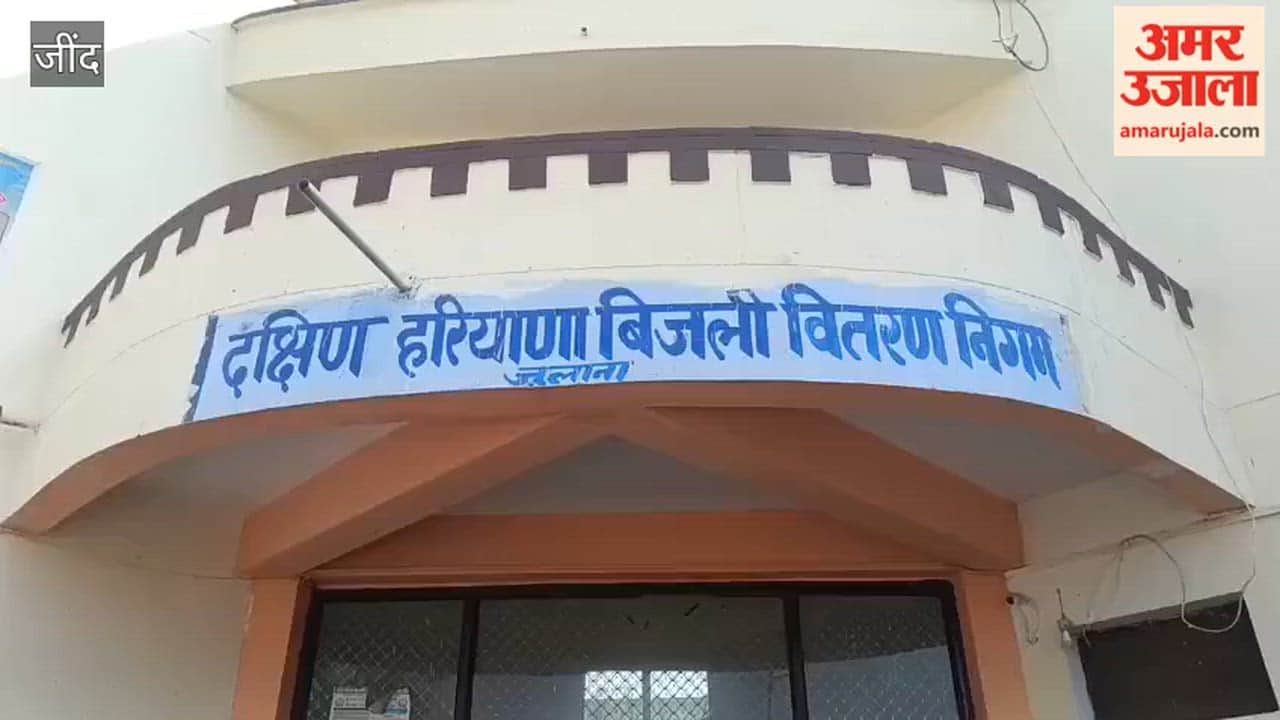 जींद
अमर
उजाला
amarujala.com
दक्षिण हरियाणा बिजली वितरण निगम
जुलाना